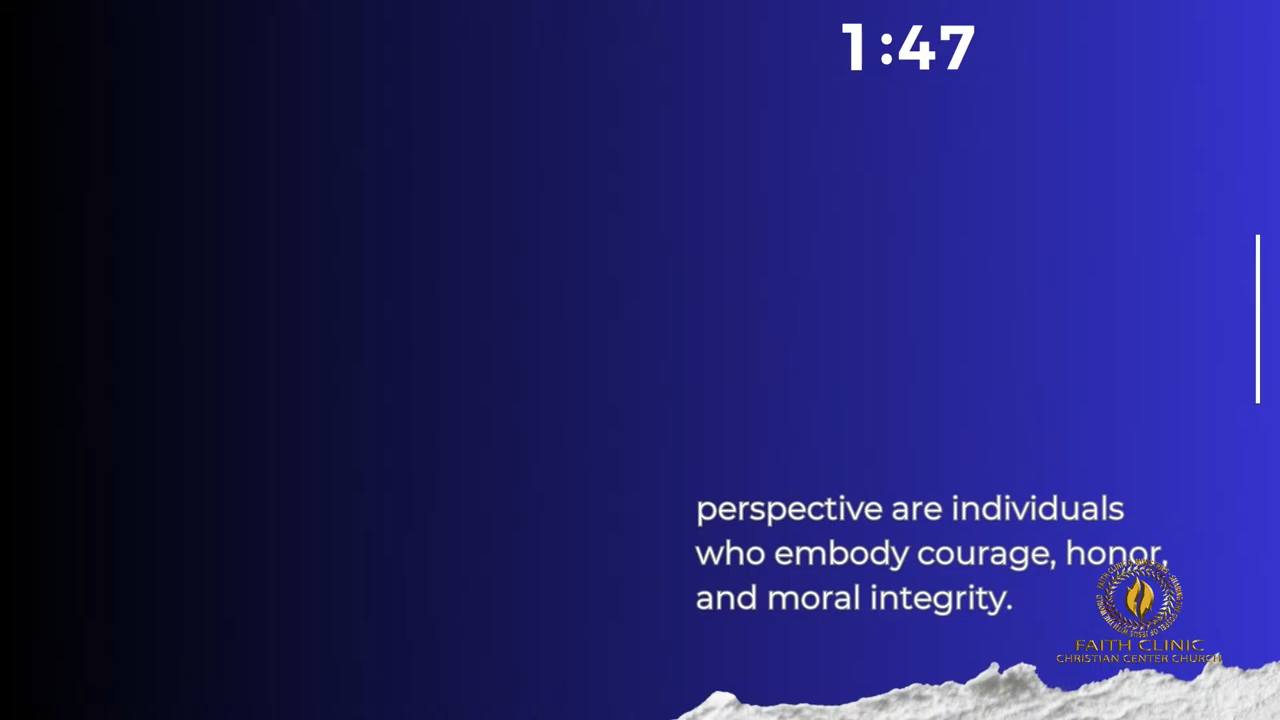 1:47
perspective are individuals
who embody courage, honor,
and moral integrity.
FAITH CLINIC
CHRISTIAN CENTER CHURCH